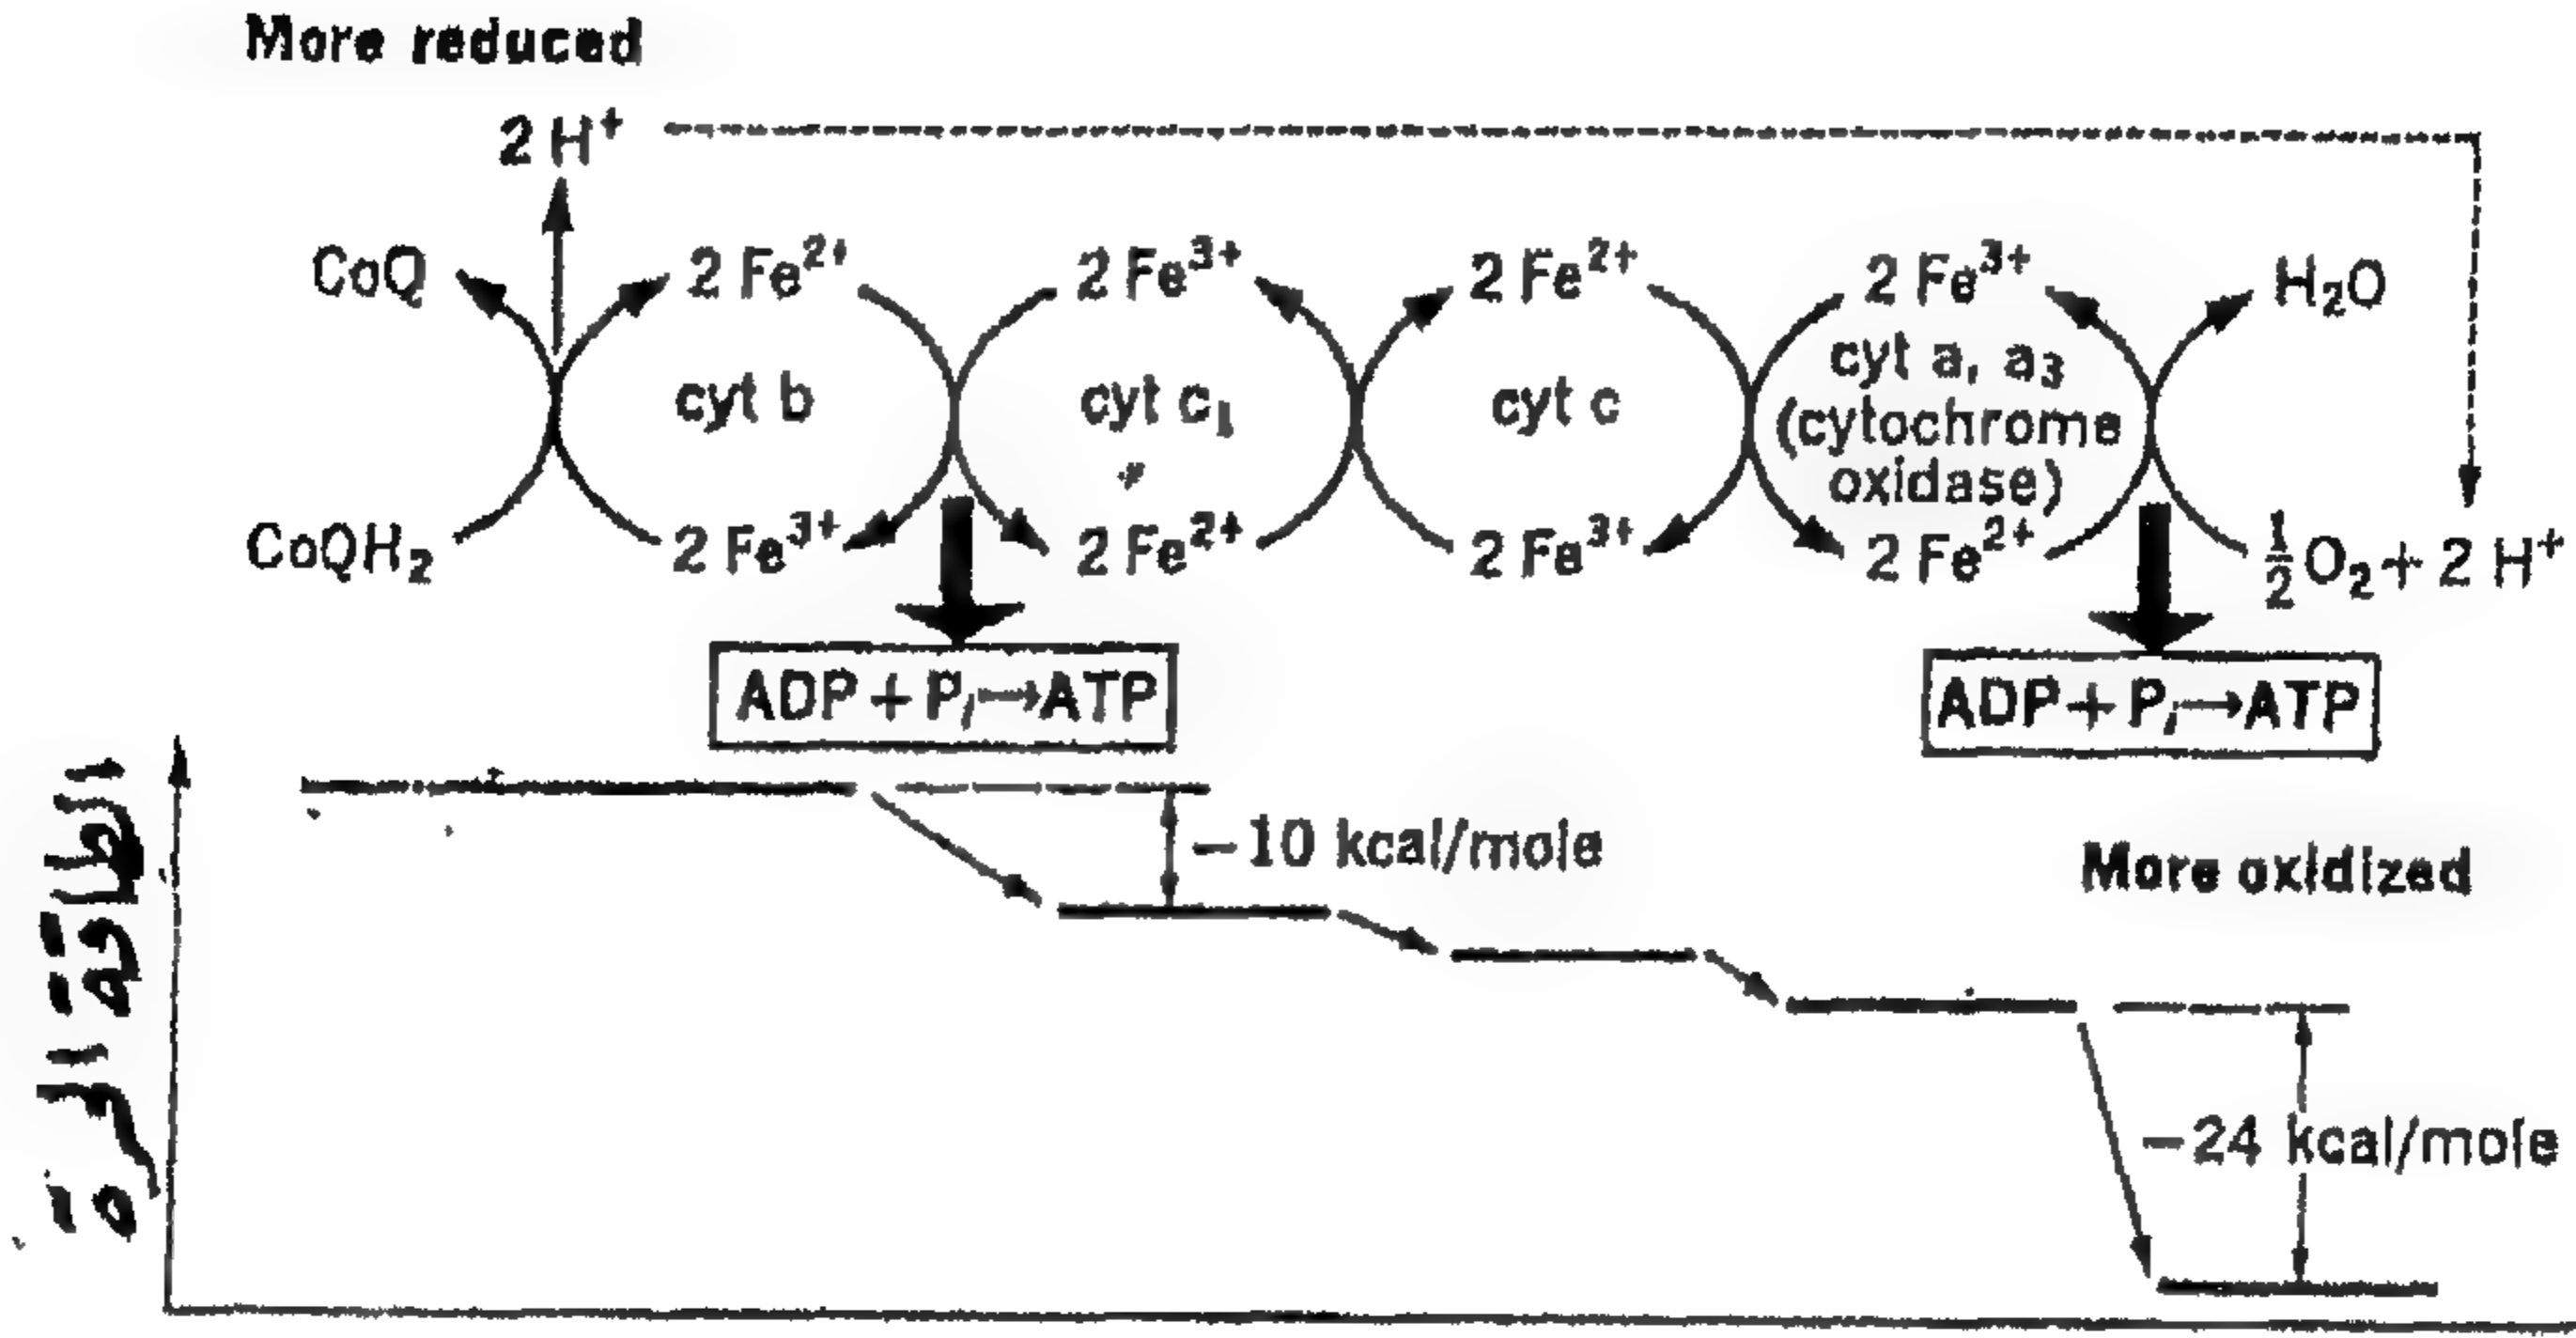 More reduced
2 H⁺
CoQ 2 Fe²⁺ 2 Fe³⁺ 2 Fe²⁺ 2 Fe³⁺ H₂O
cyt b cyt c₁ cyt c cyt a, a₃
(cytochrome
oxidase)
CoQH₂ 2 Fe³⁺ 2 Fe²⁺ 2 Fe³⁺ 2 Fe²⁺ ½O₂ + 2 H⁺
ADP + Pᵢ→ATP ADP + Pᵢ→ATP
−10 kcal/mole
More oxidized
−24 kcal/mole
الطاقة الحرة